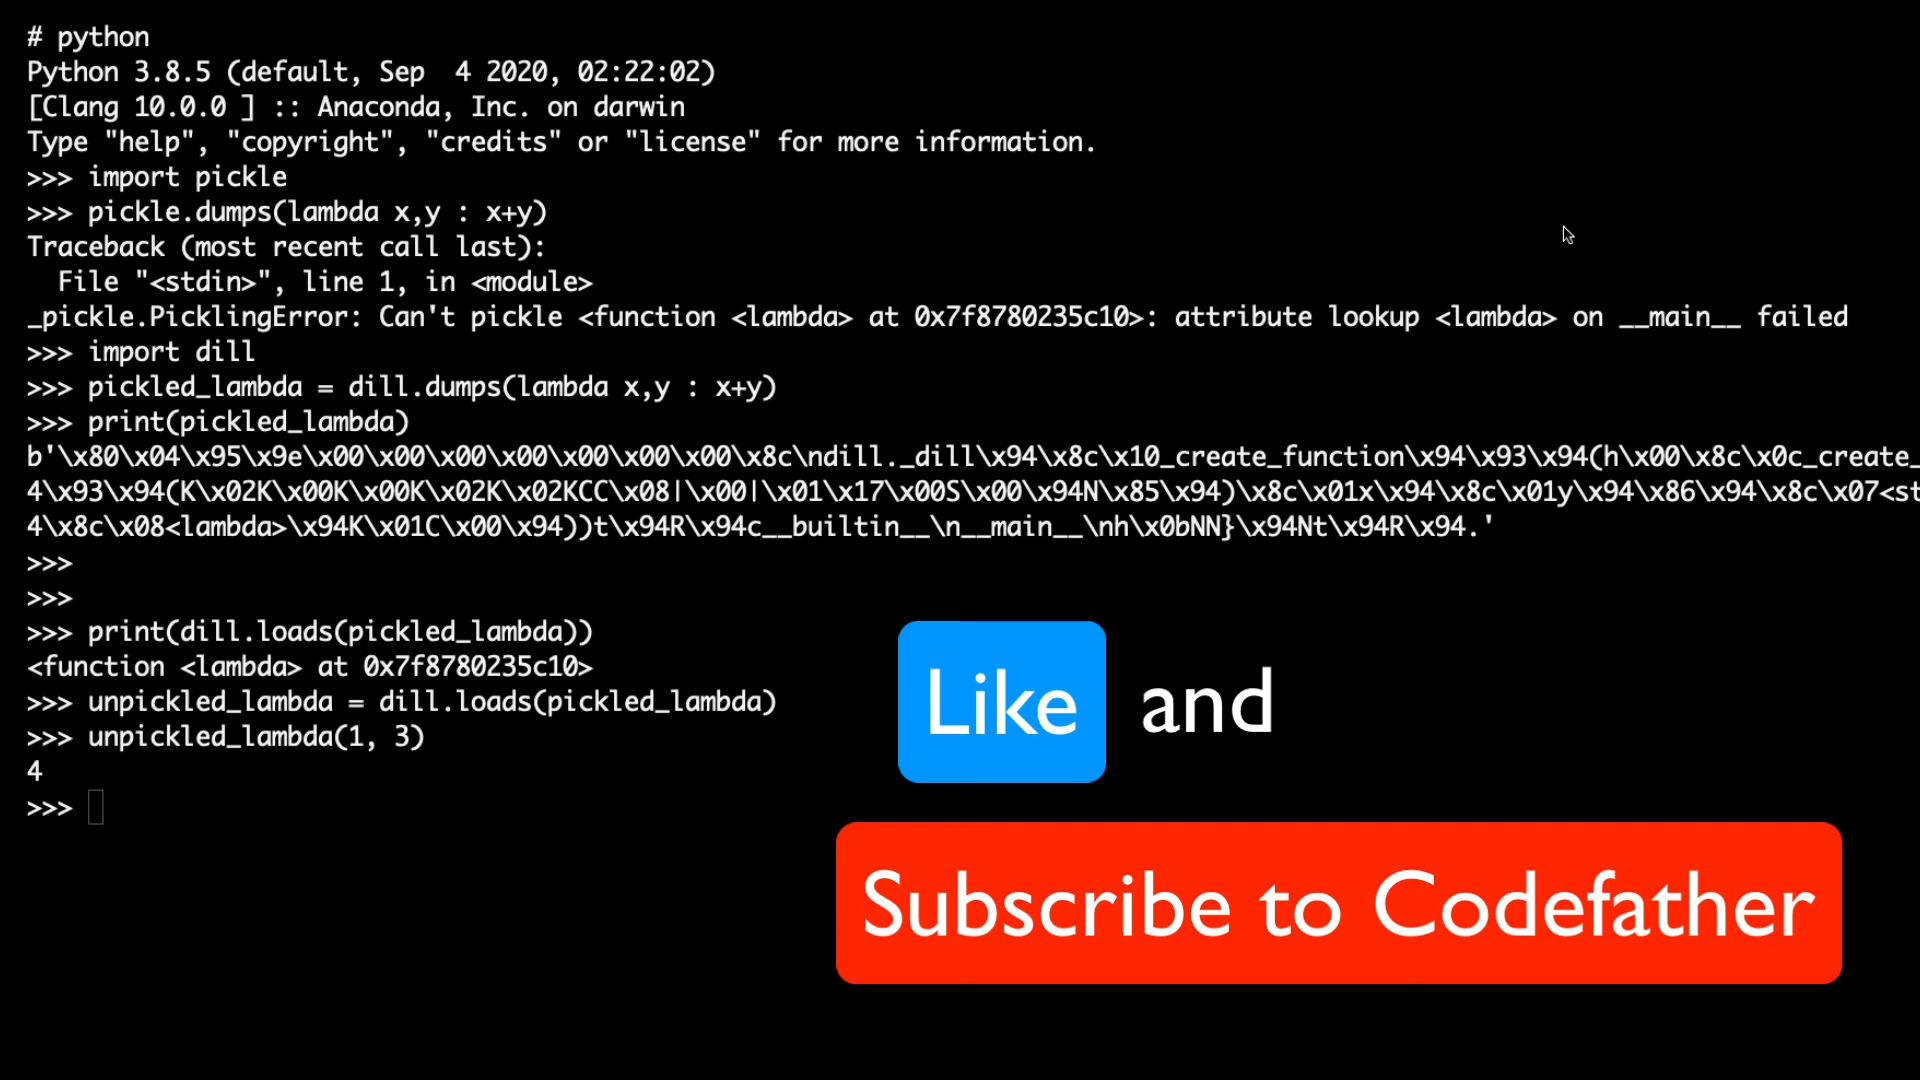 # python
Python 3.8.5 (default, Sep  4 2020, 02:22:02)
[Clang 10.0.0 ] :: Anaconda, Inc. on darwin
Type "help", "copyright", "credits" or "license" for more information.
>>> import pickle
>>> pickle.dumps(lambda x,y : x+y)
Traceback (most recent call last):
  File "<stdin>", line 1, in <module>
_pickle.PicklingError: Can't pickle <function <lambda> at 0x7f8780235c10>: attribute lookup <lambda> on __main__ failed
>>> import dill
>>> pickled_lambda = dill.dumps(lambda x,y : x+y)
>>> print(pickled_lambda)
b'\x80\x04\x95\x9e\x00\x00\x00\x00\x00\x00\x00\x8c\ndill._dill\x94\x8c\x10_create_function\x94\x93\x94(h\x00\x8c\x0c_create_
4\x93\x94(K\x02K\x00K\x00K\x02K\x02KCC\x08|\x00|\x01\x17\x00S\x00\x94N\x85\x94)\x8c\x01x\x94\x8c\x01y\x94\x86\x94\x8c\x07<st
4\x8c\x08<lambda>\x94K\x01C\x00\x94))t\x94R\x94c__builtin__\n__main__\nh\x0bNN}\x94Nt\x94R\x94.'
>>>
>>>
>>> print(dill.loads(pickled_lambda))
<function <lambda> at 0x7f8780235c10>
>>> unpickled_lambda = dill.loads(pickled_lambda)
>>> unpickled_lambda(1, 3)
4
>>>
Like and
Subscribe to Codefather